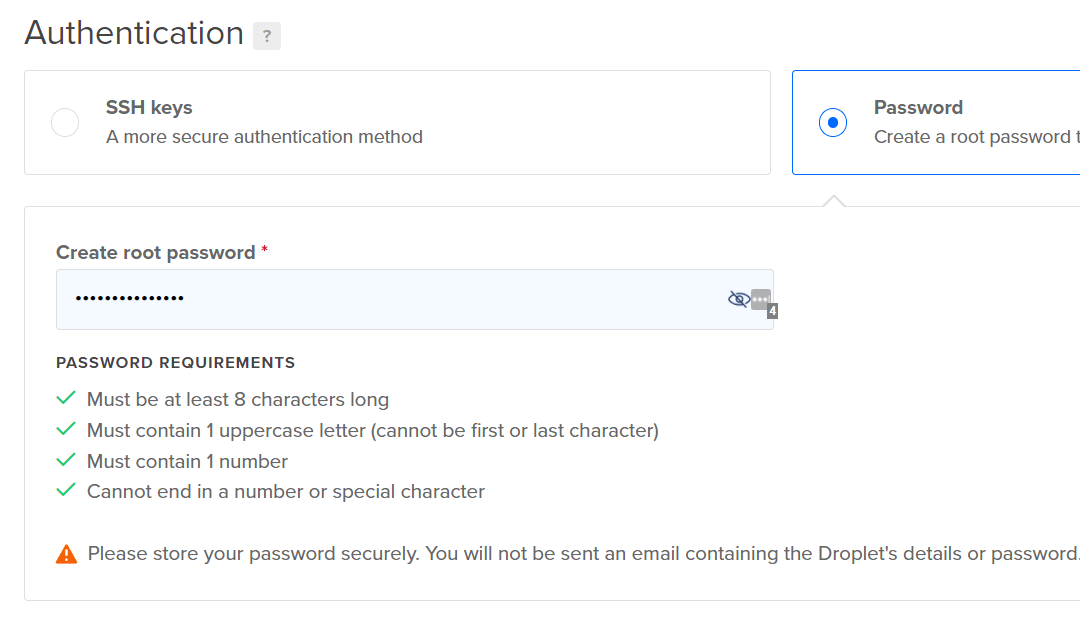 Authentication ?
SSH keys
A more secure authentication method
Password
Create a root password t
Create root password *
•••••••••••••••
4
PASSWORD REQUIREMENTS
Must be at least 8 characters long
Must contain 1 uppercase letter (cannot be first or last character)
Must contain 1 number
Cannot end in a number or special character
Please store your password securely. You will not be sent an email containing the Droplet's details or password.